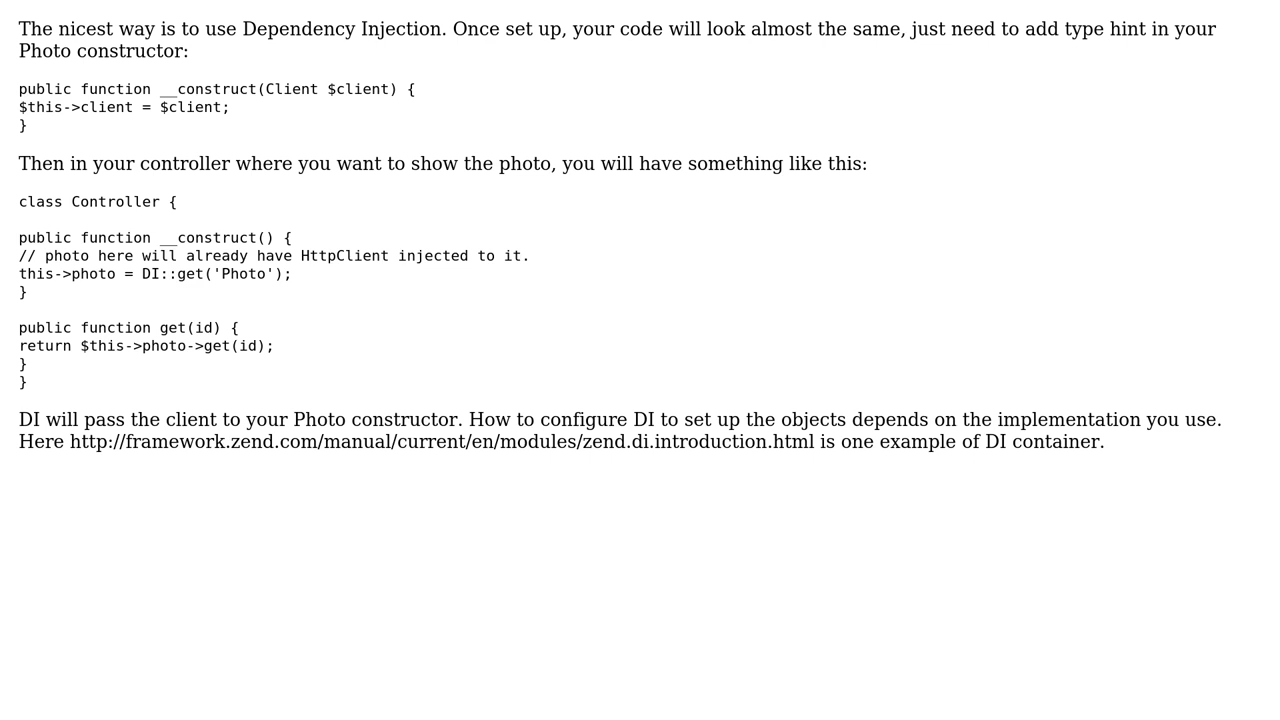 The nicest way is to use Dependency Injection. Once set up, your code will look almost the same, just need to add type hint in your
Photo constructor:
public function __construct(Client $client) {
$this->client = $client;
}
Then in your controller where you want to show the photo, you will have something like this:
class Controller {
public function __construct() {
// photo here will already have HttpClient injected to it.
this->photo = DI::get('Photo');
}
public function get(id) {
return $this->photo->get(id);
}
}
DI will pass the client to your Photo constructor. How to configure DI to set up the objects depends on the implementation you use.
Here http://framework.zend.com/manual/current/en/modules/zend.di.introduction.html is one example of DI container.